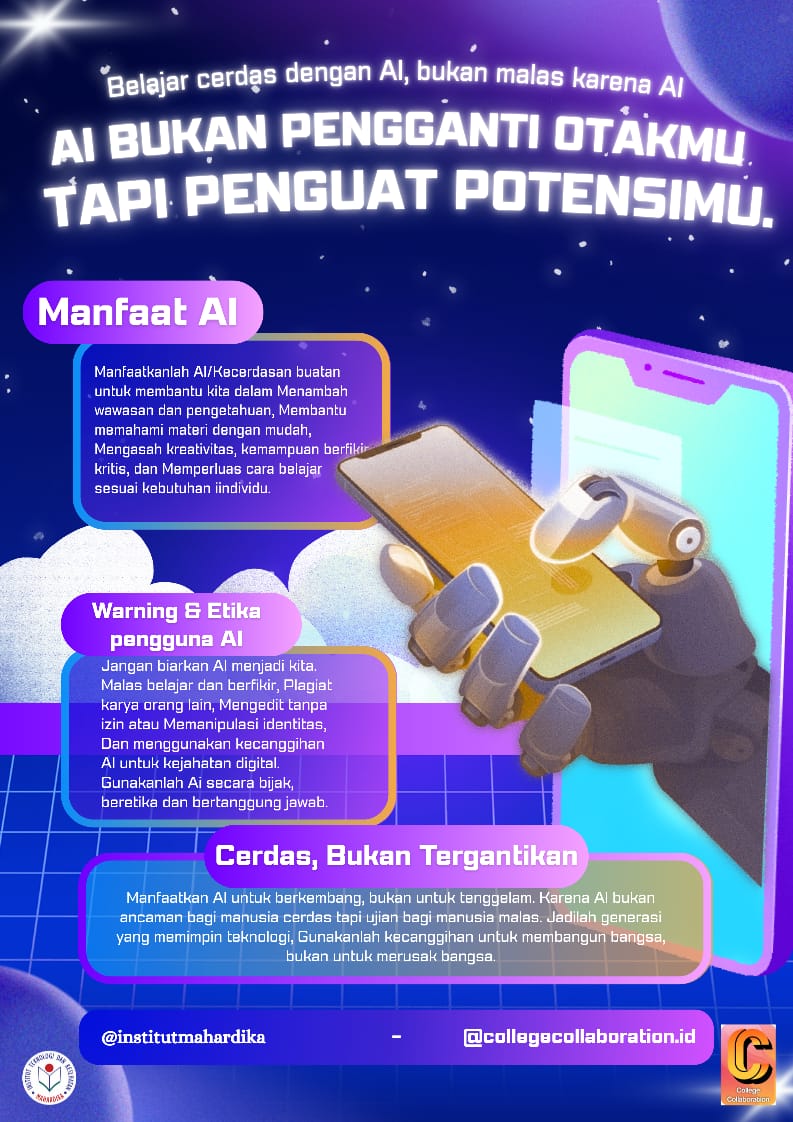 Belajar cerdas dengan AI, bukan malas karena AI
AI BUKAN PENGGANTI OTAKMU
TAPI PENGUAT POTENSIMU.
Manfaat AI
Manfaatkanlah AI/Kecerdasan buatan
untuk membantu kita dalam Menambah
wawasan dan pengetahuan, Membantu
memahami materi dengan mudah,
Mengasah kreativitas, kemampuan berfikir
kritis, dan Memperluas cara belajar
sesuai kebutuhan iindividu.
Warning & Etika
pengguna AI
Jangan biarkan AI menjadi kita.
Malas belajar dan berfikir, Plagiat
karya orang lain, Mengedit tanpa
izin atau Memanipulasi identitas,
Dan menggunakan kecanggihan
AI untuk kejahatan digital.
Gunakanlah Ai secara bijak,
beretika dan bertanggung jawab.
Cerdas, Bukan Tergantikan
Manfaatkan AI untuk berkembang, bukan untuk tenggelam. Karena AI bukan
ancaman bagi manusia cerdas tapi ujian bagi manusia malas. Jadilah generasi
yang memimpin teknologi, Gunakanlah kecanggihan untuk membangun bangsa,
bukan untuk merusak bangsa.
@institutmahardika - @collegecollaboration.id
INSTITUT TEKNOLOGI DAN KESEHATAN
MAHARDIKA
College
Collaboration